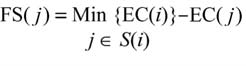 FS(j) = Min {EC(i)}−EC(j)
j ∈ S(i)